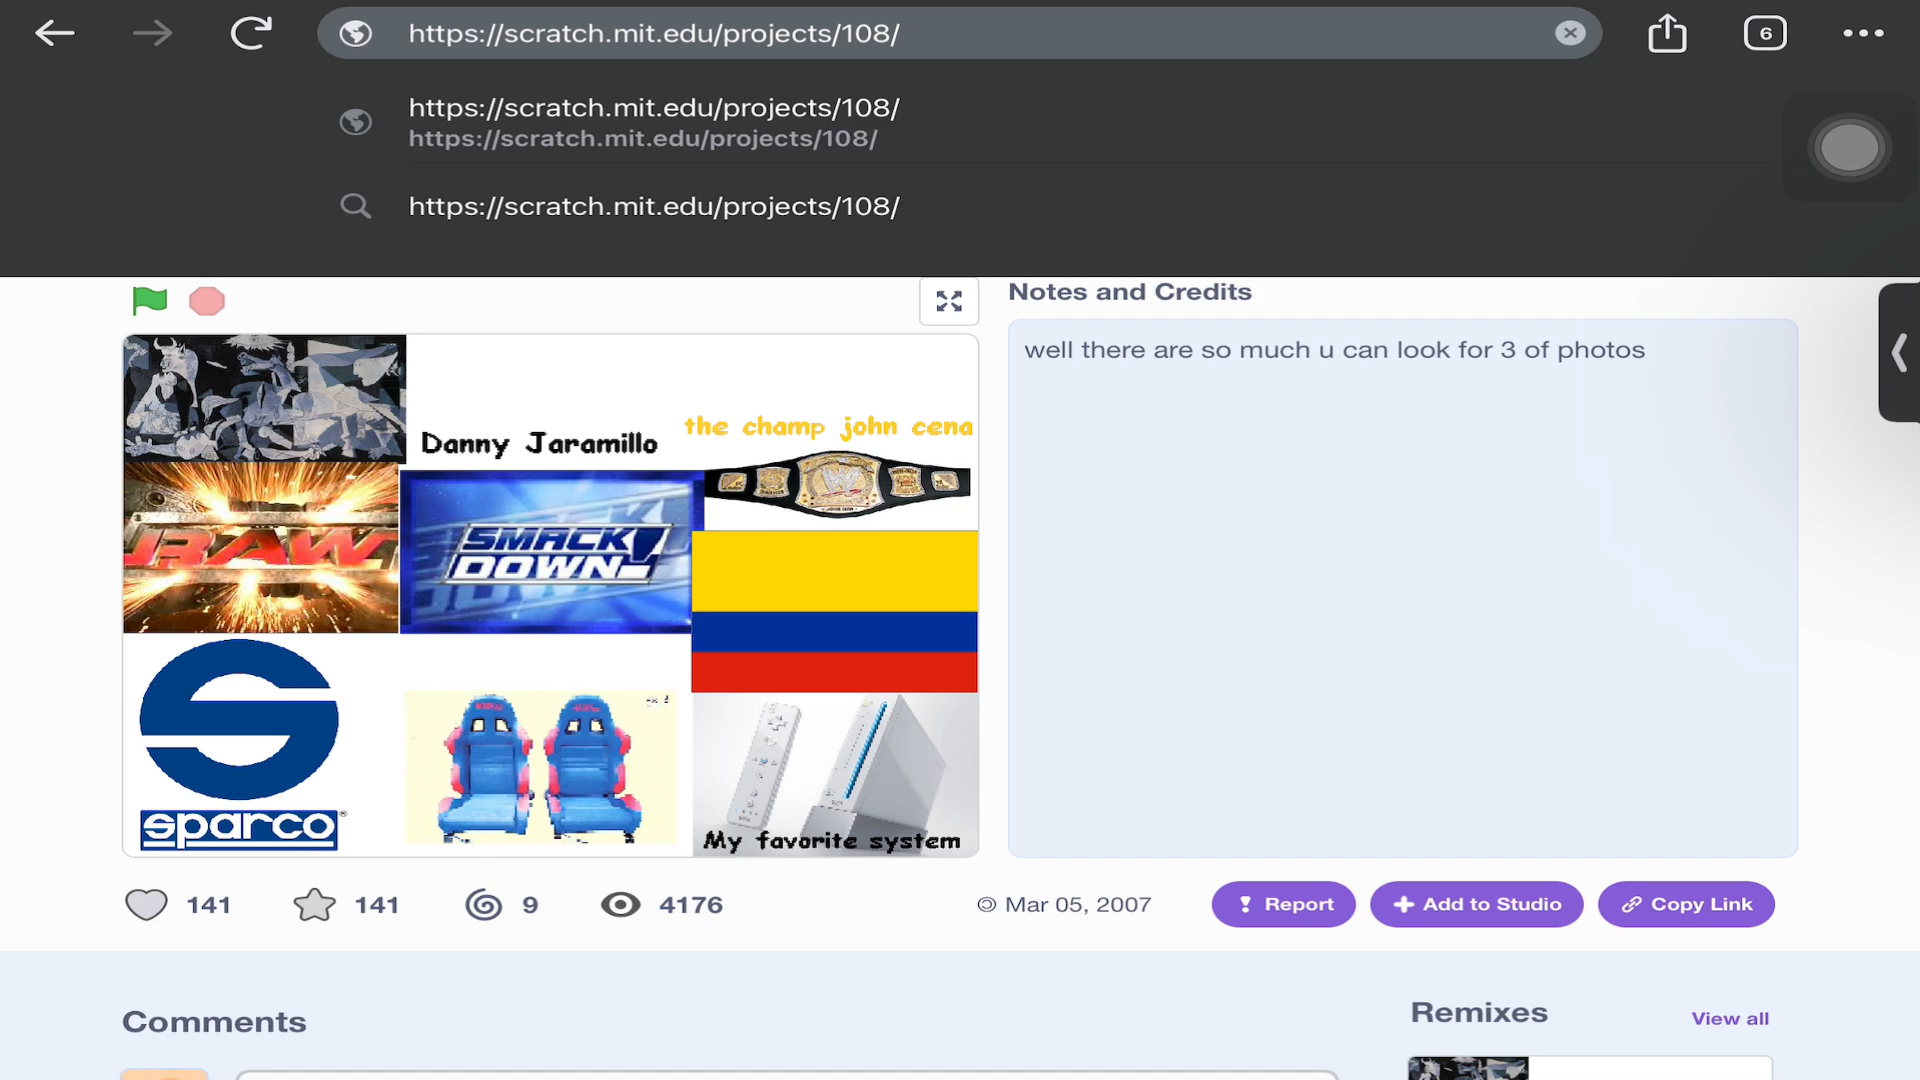 https://scratch.mit.edu/projects/108/
6
https://scratch.mit.edu/projects/108/
https://scratch.mit.edu/projects/108/
https://scratch.mit.edu/projects/108/
Notes and Credits
well there are so much u can look for 3 of photos
the champ john cena
Danny Jaramillo
RAW
SMACK
DOWN!
sparco®
My favorite system
141
141
9
4176
© Mar 05, 2007
Report
Add to Studio
Copy Link
Comments
Remixes
View all